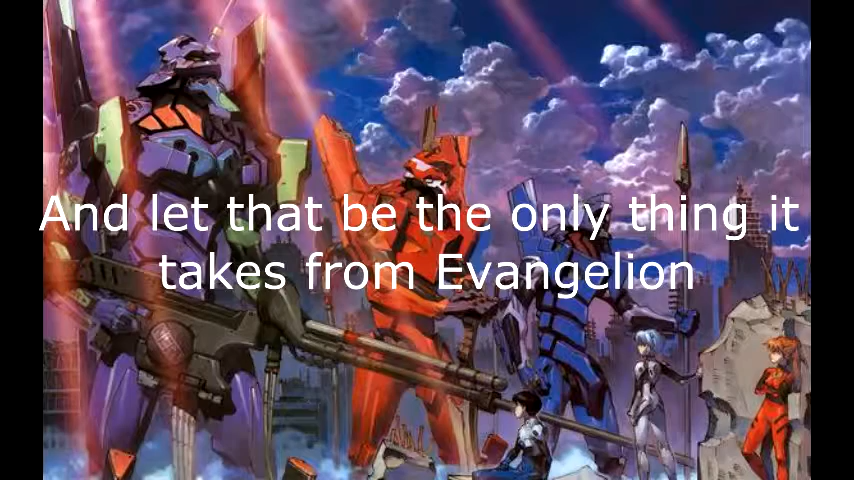 And let that be the only thing it
takes from Evangelion